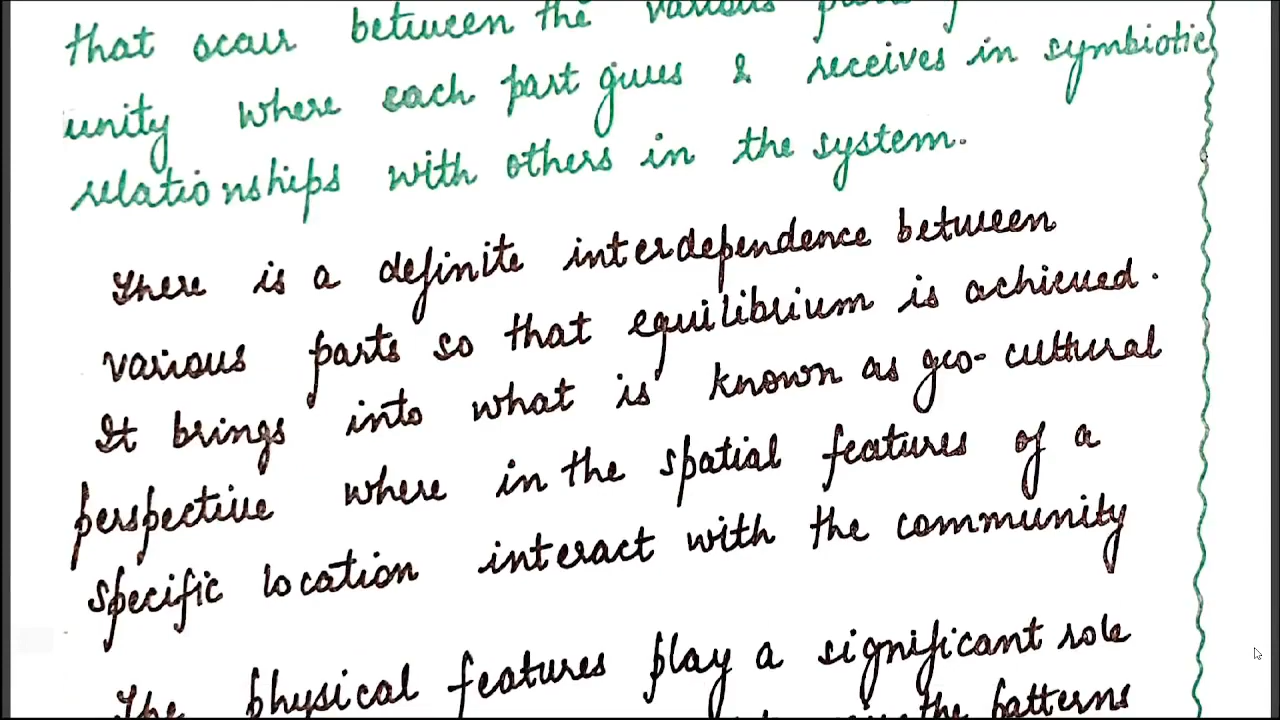 that occur between the various
unity where each part gives & receives in symbiotic
relationships with others in the system.
There is a definite interdependence between
various parts so that equilibrium is achieved.
It brings into what is known as geo-cultural
perspective where in the spatial features of a
specific location interact with the community
The physical features play a significant role
the patterns